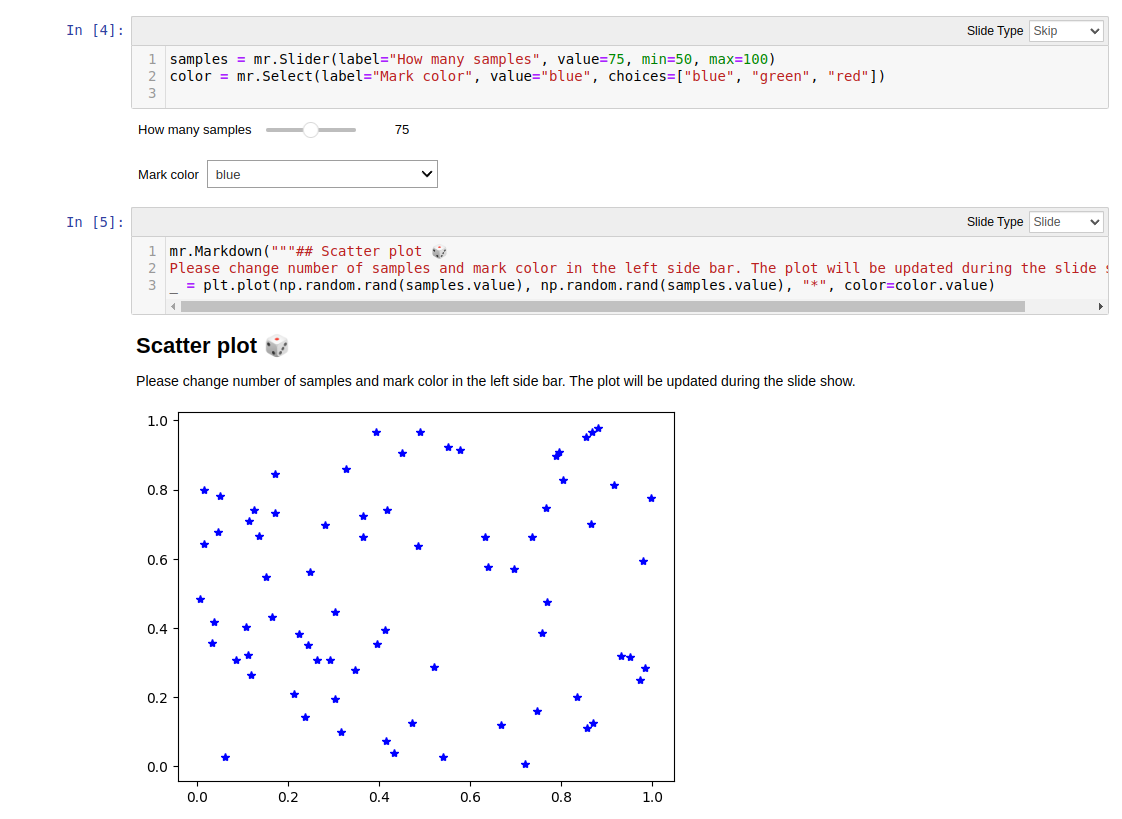 In [4]:
Slide Type Skip
1 samples = mr.Slider(label="How many samples", value=75, min=50, max=100)
2 color = mr.Select(label="Mark color", value="blue", choices=["blue", "green", "red"])
3
How many samples 75
Mark color blue
In [5]:
Slide Type Slide
1 mr.Markdown("""## Scatter plot 🎲
2 Please change number of samples and mark color in the left side bar. The plot will be updated during the slide
3 _ = plt.plot(np.random.rand(samples.value), np.random.rand(samples.value), "*", color=color.value)
Scatter plot 🎲
Please change number of samples and mark color in the left side bar. The plot will be updated during the slide show.
1.0
0.8
0.6
0.4
0.2
0.0
0.0 0.2 0.4 0.6 0.8 1.0